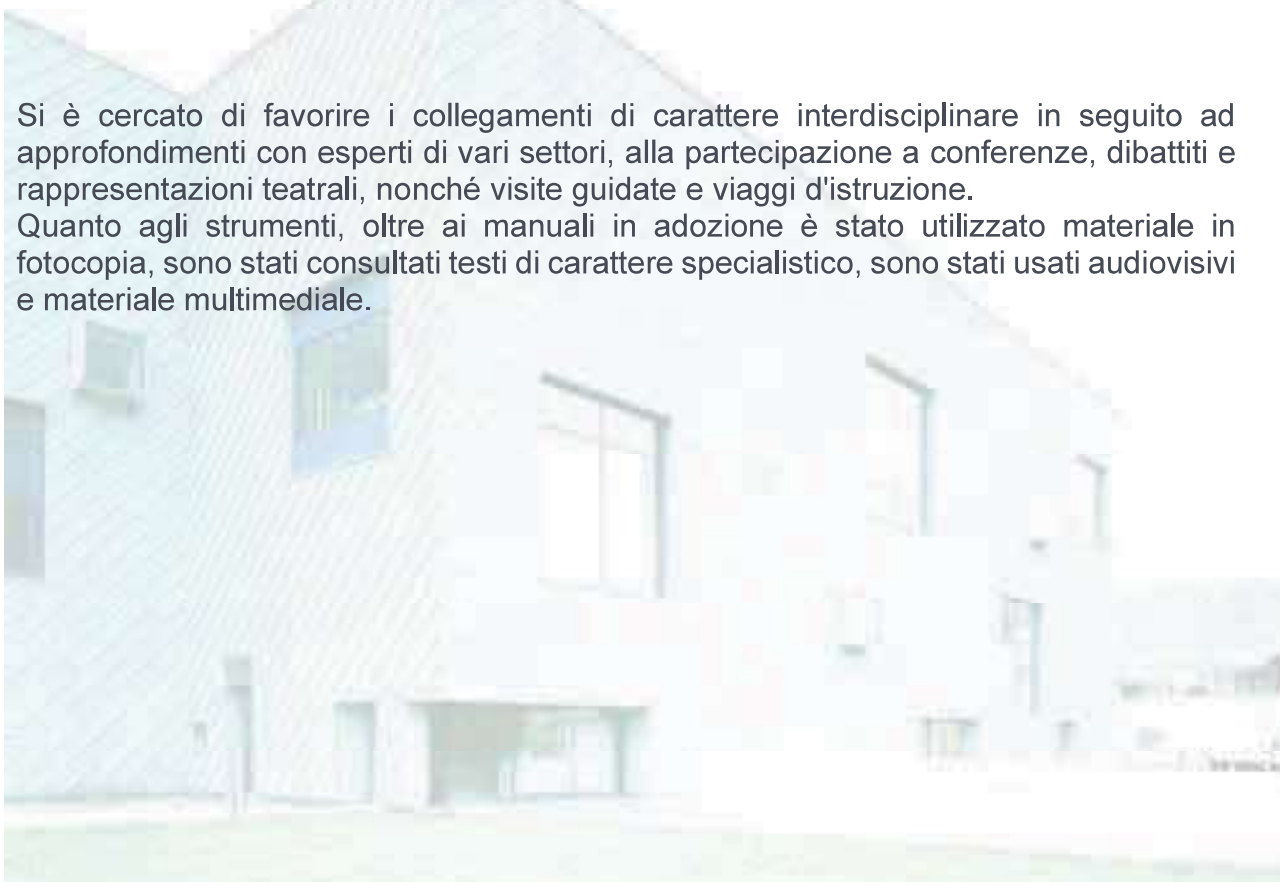 Si è cercato di favorire i collegamenti di carattere interdisciplinare in seguito ad
approfondimenti con esperti di vari settori, alla partecipazione a conferenze, dibattiti e
rappresentazioni teatrali, nonché visite guidate e viaggi d'istruzione.
Quanto agli strumenti, oltre ai manuali in adozione è stato utilizzato materiale in
fotocopia, sono stati consultati testi di carattere specialistico, sono stati usati audiovisivi
e materiale multimediale.